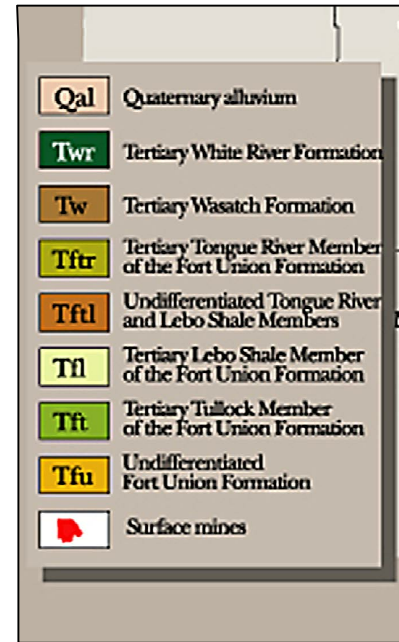 Qal Quaternary alluvium
Twr Tertiary White River Formation
Tw Tertiary Wasatch Formation
Tftr Tertiary Tongue River Member
of the Fort Union Formation
Tftl Undifferentiated Tongue River
and Lebo Shale Members
Tfl Tertiary Lebo Shale Member
of the Fort Union Formation
Tft Tertiary Tullock Member
of the Fort Union Formation
Tfu Undifferentiated
Fort Union Formation
Surface mines